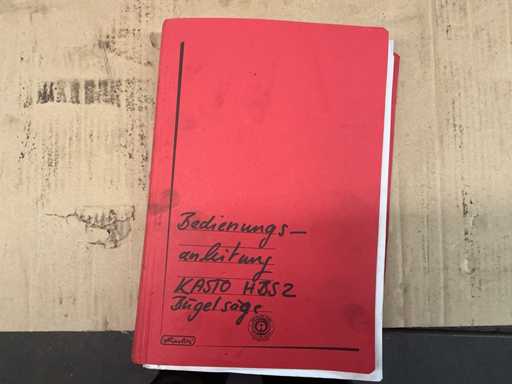 Bedienungs-
anleitung
KASTO HBS 2
Bügelsäge